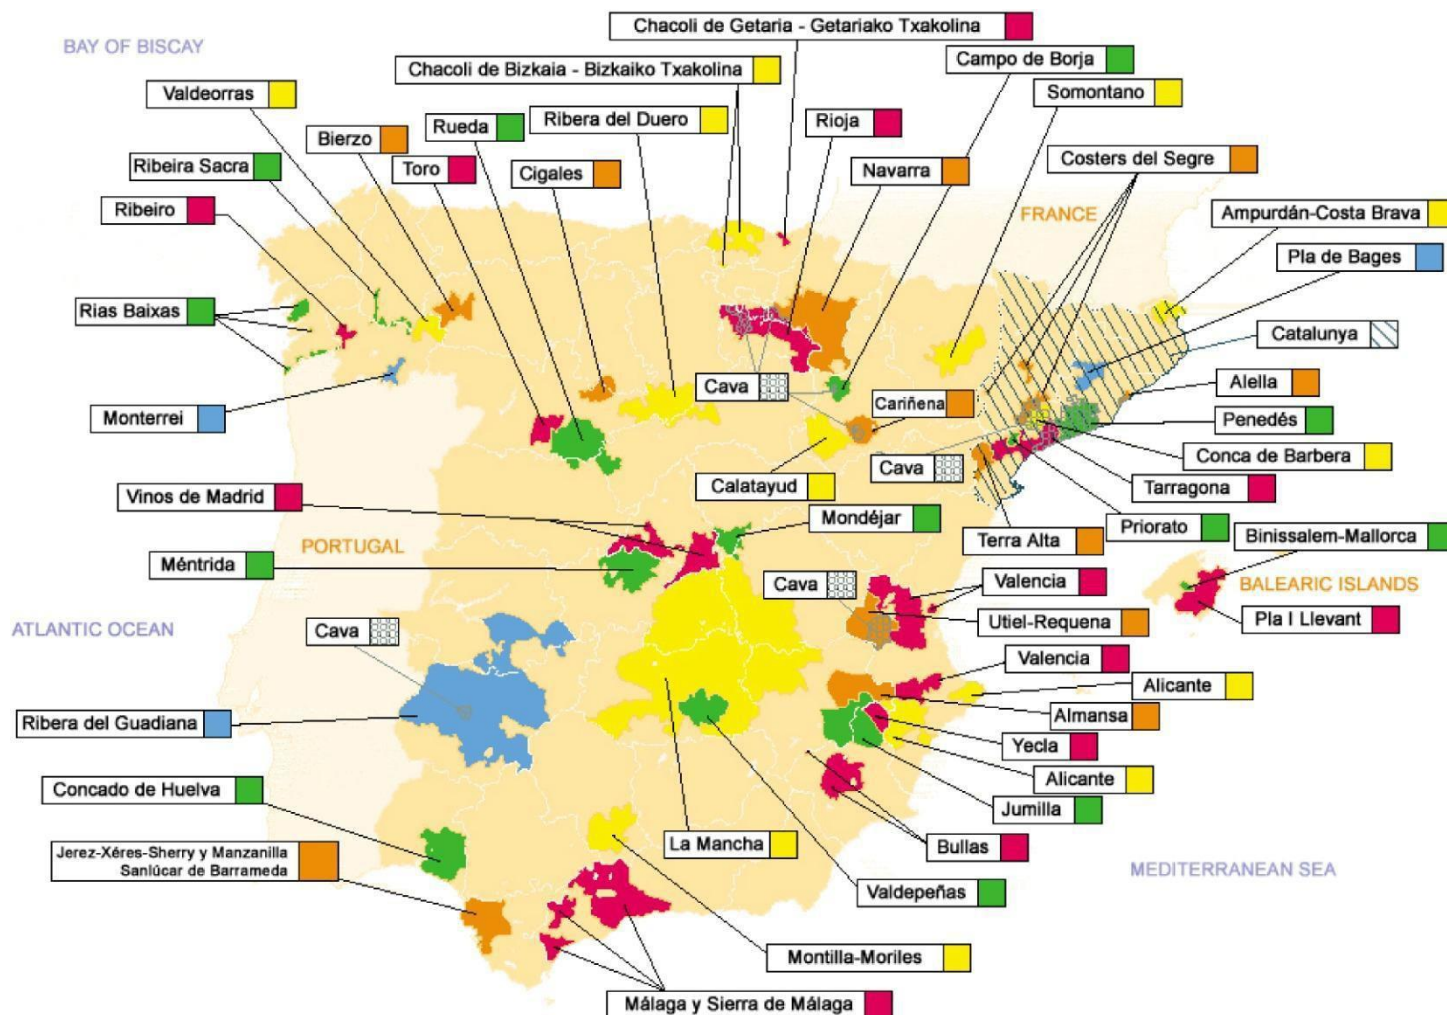 Chacoli de Getaria - Getariako Txakolina
BAY OF BISCAY
Campo de Borja
Chacoli de Bizkaia - Bizkaiko Txakolina
Valdeorras
Somontano
Ribera del Duero
Rueda
Rioja
Bierzo
Ribeira Sacra
Toro
Cigales
Navarra
Costers del Segre
Ribeiro
FRANCE
Ampurdán-Costa Brava
Pla de Bages
Rias Baixas
Catalunya
Cava
Alella
Cariñena
Monterrei
Penedés
Conca de Barbera
Cava
Calatayud
Tarragona
Vinos de Madrid
Mondéjar
Priorato
Terra Alta
Binissalem-Mallorca
PORTUGAL
Méntrida
Cava
Valencia
BALEARIC ISLANDS
Utiel-Requena
Pla I Llevant
ATLANTIC OCEAN
Cava
Valencia
Alicante
Ribera del Guadiana
Almansa
Yecla
Alicante
Concado de Huelva
Jumilla
La Mancha
Bullas
Jerez-Xéres-Sherry y Manzanilla
Sanlúcar de Barrameda
MEDITERRANEAN SEA
Valdepeñas
Montilla-Moriles
Málaga y Sierra de Málaga